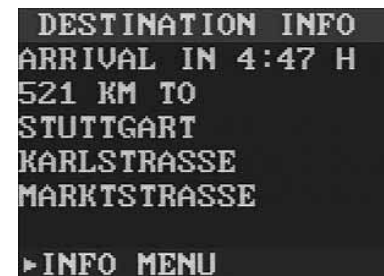 DESTINATION INFO
ARRIVAL IN 4:47 H
521 KM TO
STUTTGART
KARLSTRASSE
MARKTSTRASSE
►INFO MENU